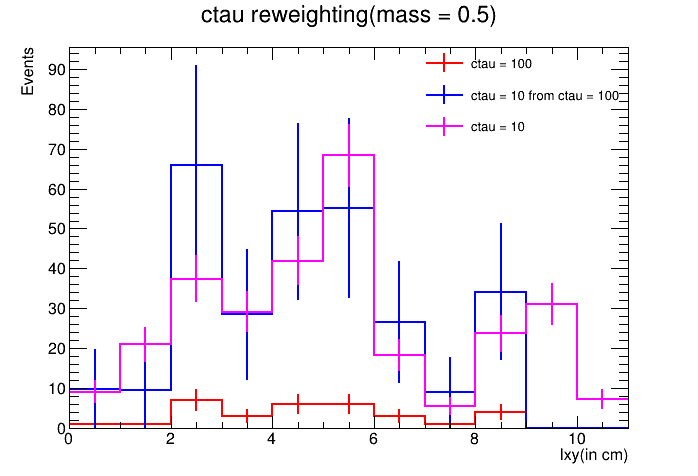 ctau reweighting(mass = 0.5)
Events
ctau = 100
ctau = 10 from ctau = 100
ctau = 10
90
80
70
60
50
40
30
20
10
0
0 2 4 6 8 10
lxy(in cm)